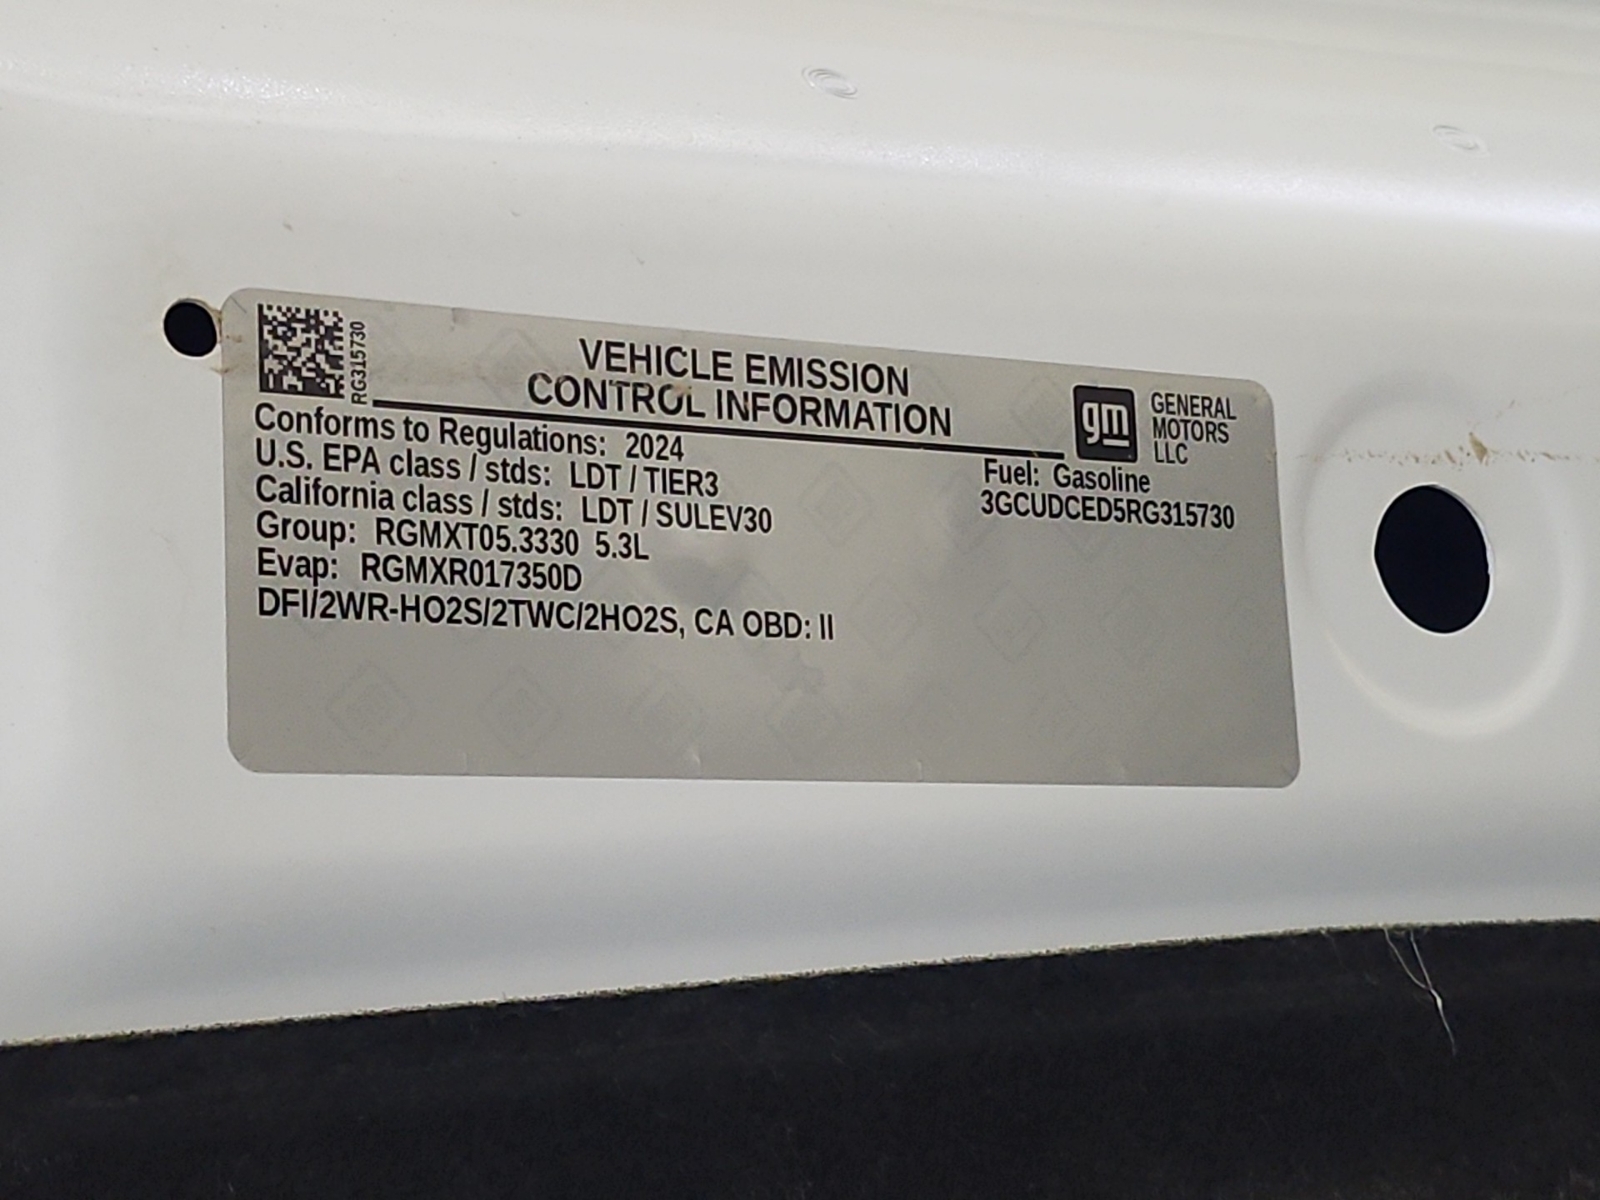 RG315730
VEHICLE EMISSION
CONTROL INFORMATION
gm
GENERAL
MOTORS
LLC
Conforms to Regulations: 2024
U.S. EPA class / stds: LDT / TIER3
California class / stds: LDT / SULEV30
Group: RGMXT05.3330 5.3L
Evap: RGMXR017350D
DFI/2WR-HO2S/2TWC/2HO2S, CA OBD: II
Fuel: Gasoline
3GCUDCED5RG315730